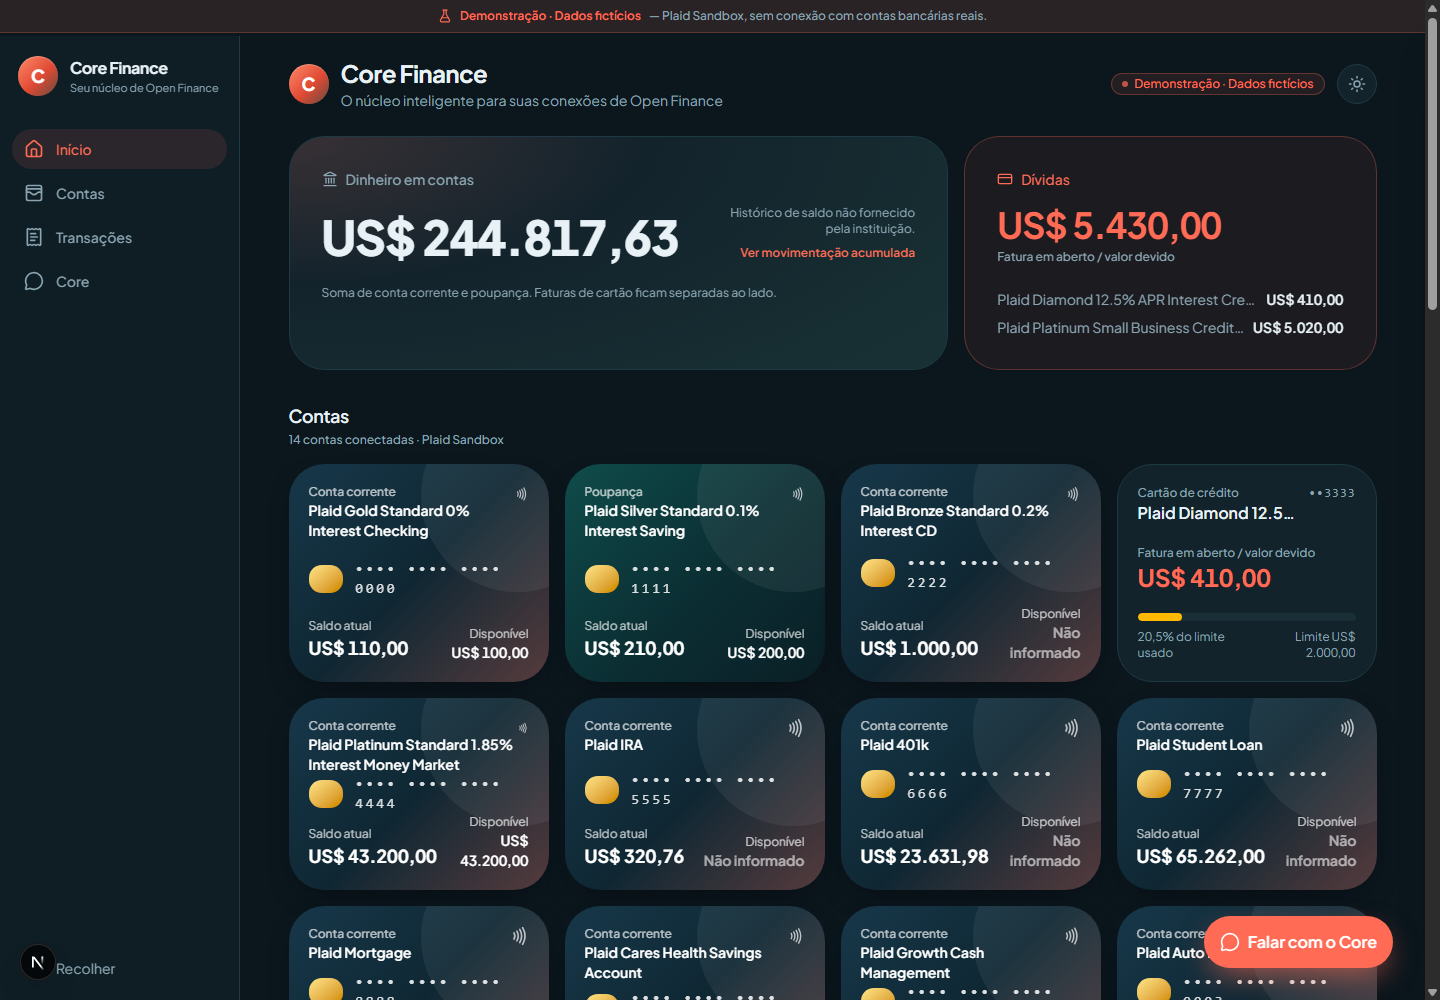 Demonstração · Dados fictícios — Plaid Sandbox, sem conexão com contas bancárias reais.
C
Core Finance
Seu núcleo de Open Finance
Início
Contas
Transações
Core
N
Recolher
C
Core Finance
O núcleo inteligente para suas conexões de Open Finance
Demonstração · Dados fictícios
Dinheiro em contas
US$ 244.817,63
Histórico de saldo não fornecido
pela instituição.
Ver movimentação acumulada
Soma de conta corrente e poupança. Faturas de cartão ficam separadas ao lado.
Dívidas
US$ 5.430,00
Fatura em aberto / valor devido
Plaid Diamond 12.5% APR Interest Cre... US$ 410,00
Plaid Platinum Small Business Credit... US$ 5.020,00
Contas
14 contas conectadas · Plaid Sandbox
Conta corrente
Plaid Gold Standard 0%
Interest Checking
•••• •••• ••••
0000
Saldo atual
US$ 110,00
Disponível
US$ 100,00
Poupança
Plaid Silver Standard 0.1%
Interest Saving
•••• •••• ••••
1111
Saldo atual
US$ 210,00
Disponível
US$ 200,00
Conta corrente
Plaid Bronze Standard 0.2%
Interest CD
•••• •••• ••••
2222
Saldo atual
US$ 1.000,00
Disponível
Não
informado
Cartão de crédito
••3333
Plaid Diamond 12.5...
Fatura em aberto / valor devido
US$ 410,00
20,5% do limite
usado
Limite US$
2.000,00
Conta corrente
Plaid Platinum Standard 1.85%
Interest Money Market
•••• •••• ••••
4444
Saldo atual
US$ 43.200,00
Disponível
US$
43.200,00
Conta corrente
Plaid IRA
•••• •••• ••••
5555
Saldo atual
US$ 320,76
Disponível
Não informado
Conta corrente
Plaid 401k
•••• •••• ••••
6666
Saldo atual
US$ 23.631,98
Disponível
Não
informado
Conta corrente
Plaid Student Loan
•••• •••• ••••
7777
Saldo atual
US$ 65.262,00
Disponível
Não
informado
Conta corrente
Plaid Mortgage
•••• •••• ••••
Conta corrente
Plaid Cares Health Savings
Account
•••• •••• ••••
Conta corrente
Plaid Growth Cash
Management
•••• •••• ••••
Plaid Auto
•••• •••• ••••
Falar com o Core